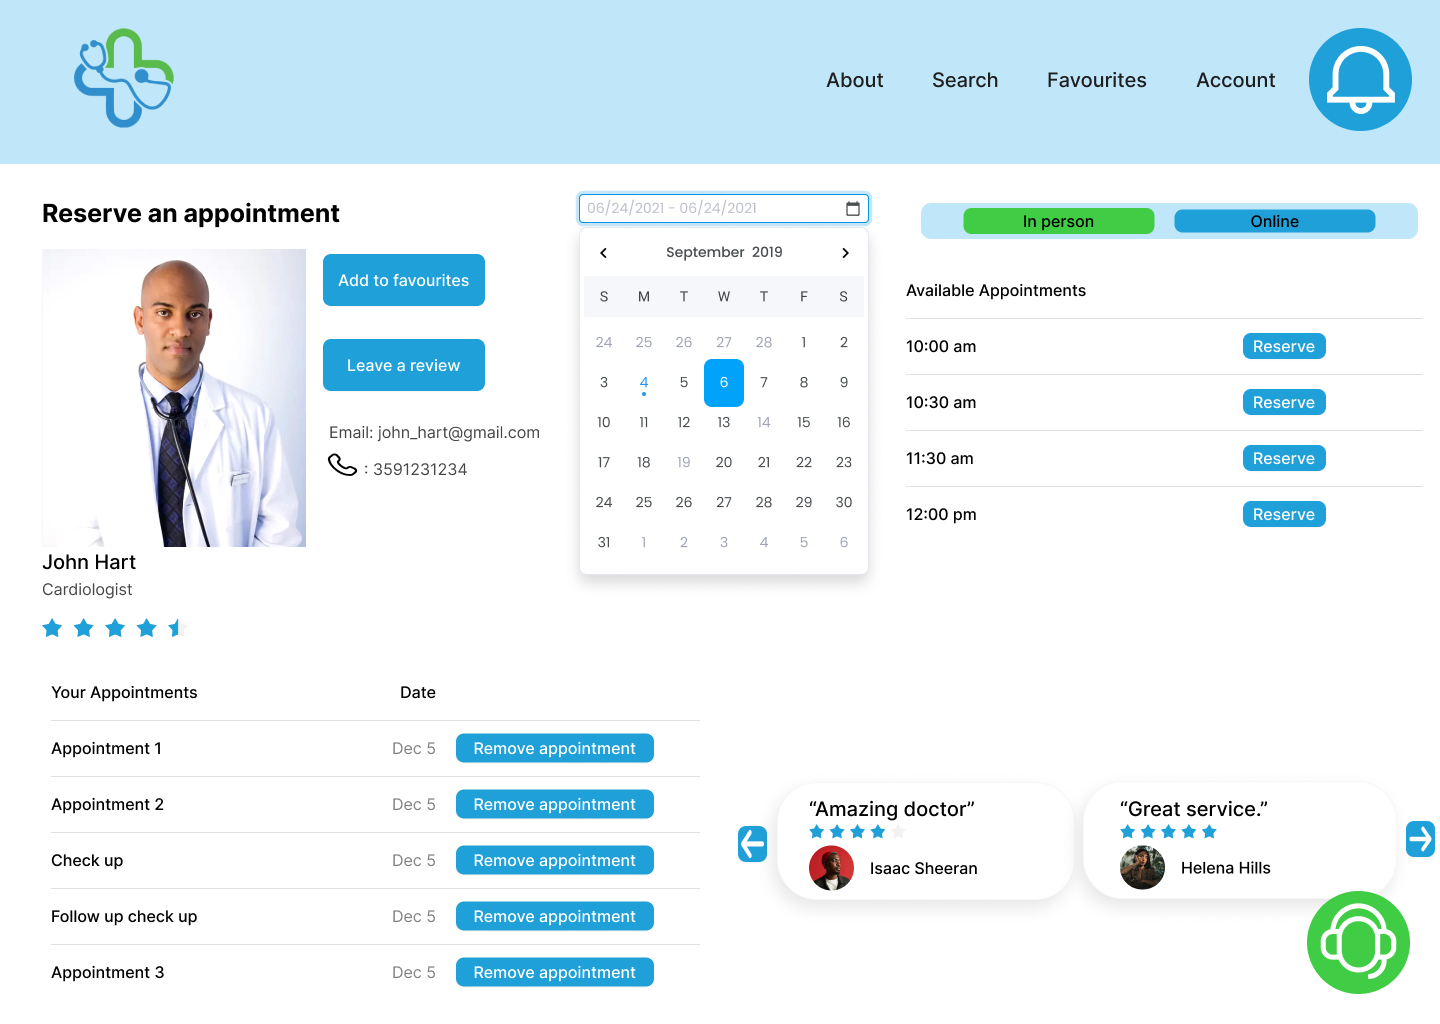 About Search Favourites Account
Reserve an appointment
Add to favourites
Leave a review
Email: john_hart@gmail.com
: 3591231234
John Hart
Cardiologist
06/24/2021 - 06/24/2021
September 2019
S M T W T F S
24 25 26 27 28 1 2
3 4 5 6 7 8 9
10 11 12 13 14 15 16
17 18 19 20 21 22 23
24 25 26 27 28 29 30
31 1 2 3 4 5 6
In person Online
Available Appointments
10:00 am Reserve
10:30 am Reserve
11:30 am Reserve
12:00 pm Reserve
Your Appointments Date
Appointment 1 Dec 5 Remove appointment
Appointment 2 Dec 5 Remove appointment
Check up Dec 5 Remove appointment
Follow up check up Dec 5 Remove appointment
Appointment 3 Dec 5 Remove appointment
“Amazing doctor”
Isaac Sheeran
“Great service.”
Helena Hills